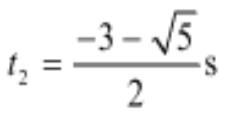 t₂ = (-3 - √5)/2 s